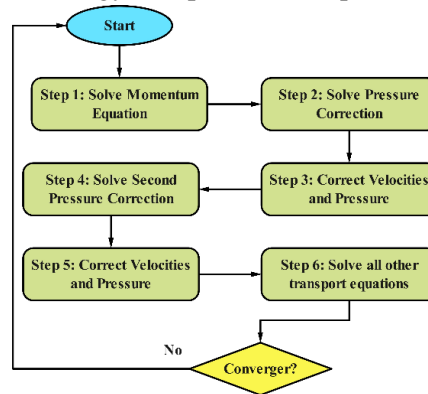 Start
Step 1: Solve Momentum
Equation
Step 2: Solve Pressure
Correction
Step 3: Correct Velocities
and Pressure
Step 4: Solve Second
Pressure Correction
Step 5: Correct Velocities
and Pressure
Step 6: Solve all other
transport equations
No
Converger?